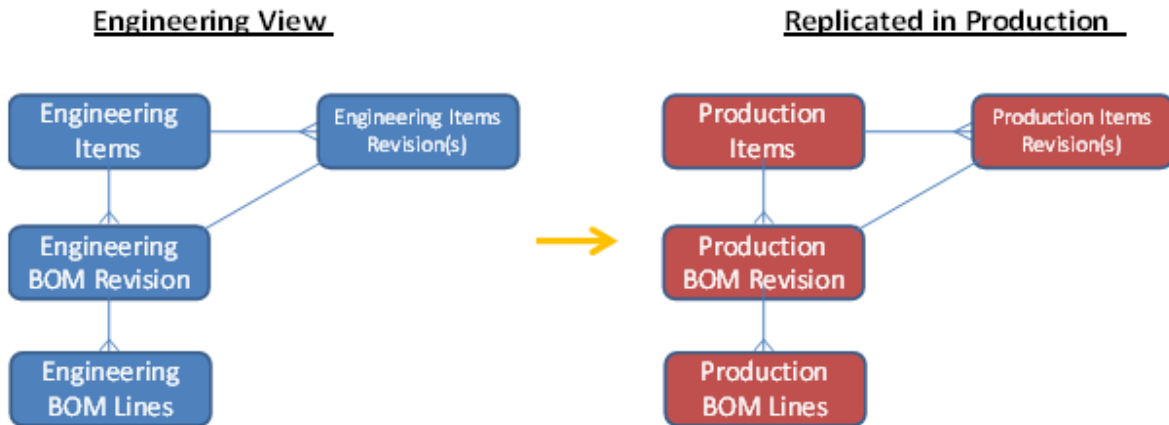 Engineering View
Replicated in Production
Engineering
Items
Engineering Items
Revision(s)
Production
Items
Production Items
Revision(s)
Engineering
BOM Revision
Production
BOM Revision
Engineering
BOM Lines
Production
BOM Lines